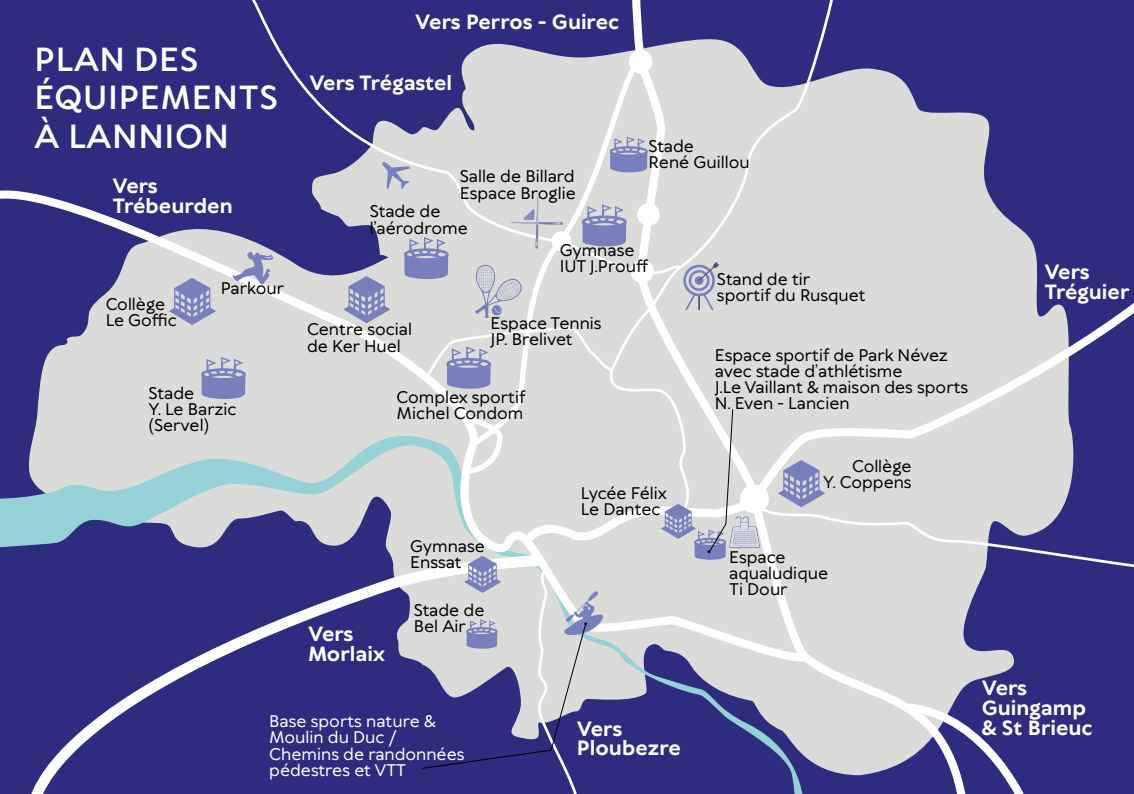 PLAN DES
ÉQUIPEMENTS
À LANNION
Vers Perros - Guirec
Vers Trégastel
Vers
Trébeurden
Stade
René Guillou
Salle de Billard
Espace Broglie
Stade de
l'aérodrome
Gymnase
IUT J.Prouff
Stand de tir
sportif du Rusquet
Vers
Tréguier
Parkour
Collège
Le Goffic
Centre social
de Ker Huel
Espace Tennis
JP. Brelivet
Espace sportif de Park Névez
avec stade d'athlétisme
J.Le Vaillant & maison des sports
N. Even - Lancien
Stade
Y. Le Barzic
(Servel)
Complex sportif
Michel Condom
Collège
Y. Coppens
Lycée Félix
Le Dantec
Gymnase
Enssat
Espace
aqualudique
Ti Dour
Stade de
Bel Air
Vers
Morlaix
Base sports nature &
Moulin du Duc /
Chemins de randonnées
pédestres et VTT
Vers
Ploubezre
Vers
Guingamp
& St Brieuc